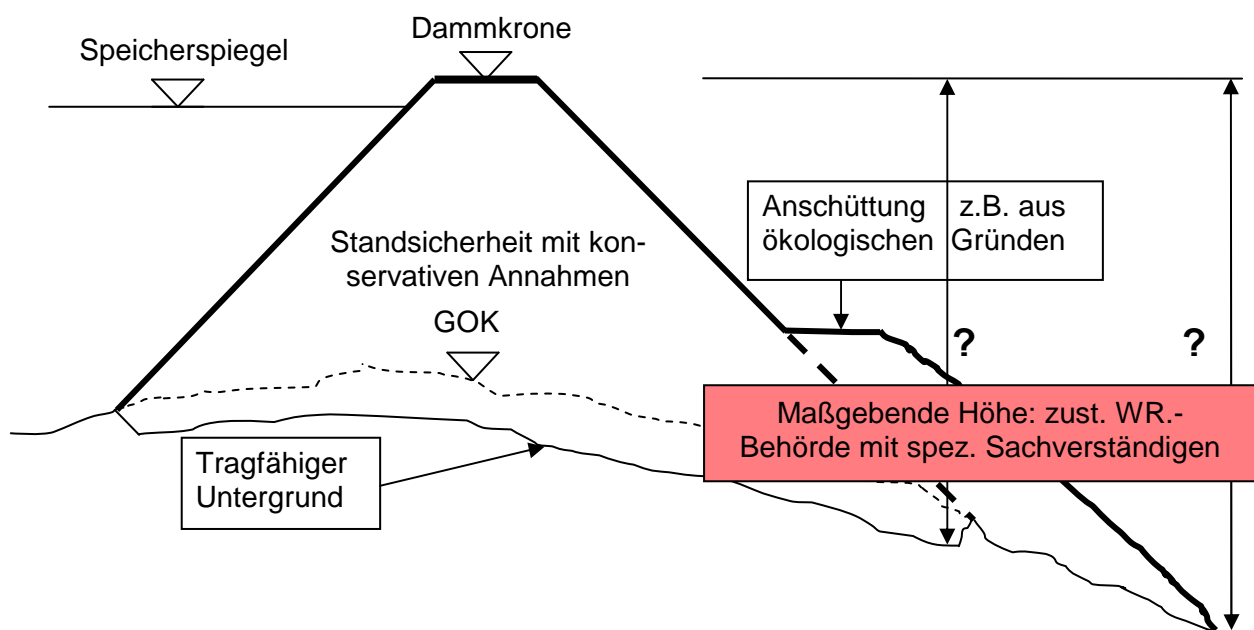 Dammkrone
Speicherspiegel
Anschüttung z.B. aus
ökologischen Gründen
Standsicherheit mit kon-
servativen Annahmen
GOK
? ?
Maßgebende Höhe: zust. WR.-
Behörde mit spez. Sachverständigen
Tragfähiger
Untergrund